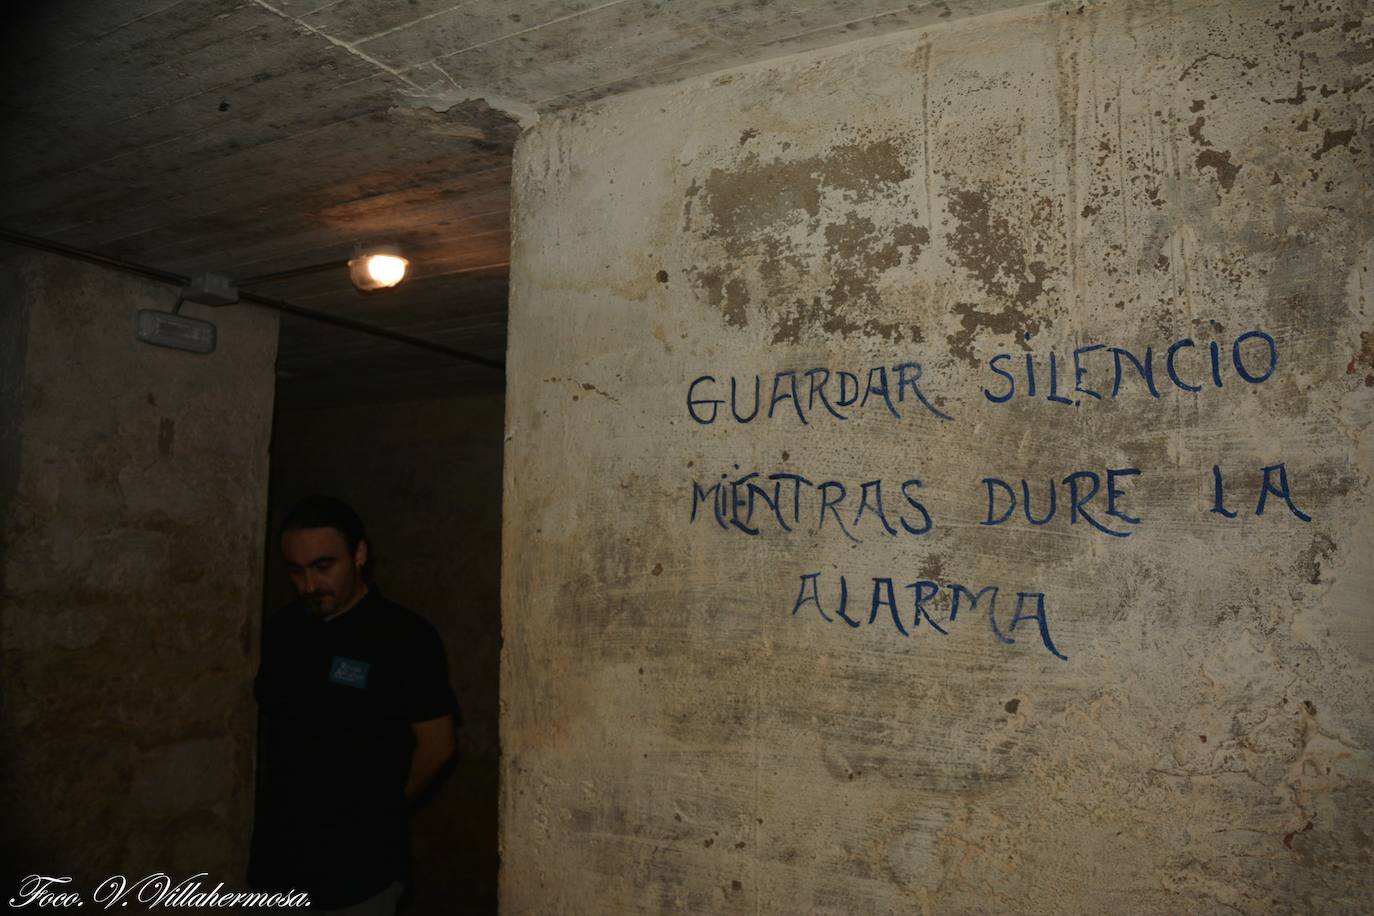 GUARDAR SILENCIO
MIENTRAS DURE LA
ALARMA
Foco. V. Villahermosa.